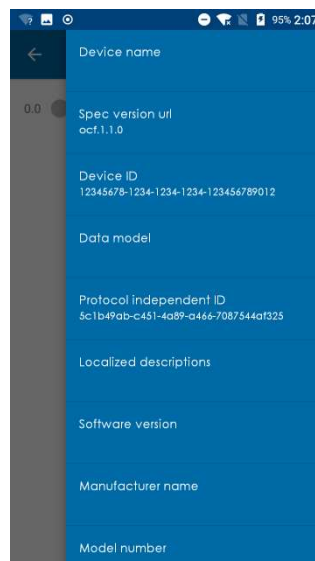 95% 2:07
Device name
0.0
Spec version url
ocf.1.1.0
Device ID
12345678-1234-1234-1234-123456789012
Data model
Protocol independent ID
5c1b49ab-c451-4a89-a466-7087544af325
Localized descriptions
Software version
Manufacturer name
Model number